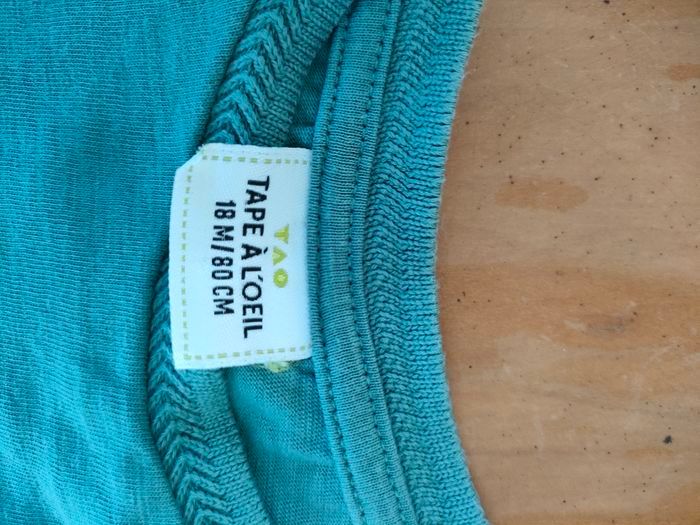 TAO
TAPE À L'OEIL
18 M/80 CM